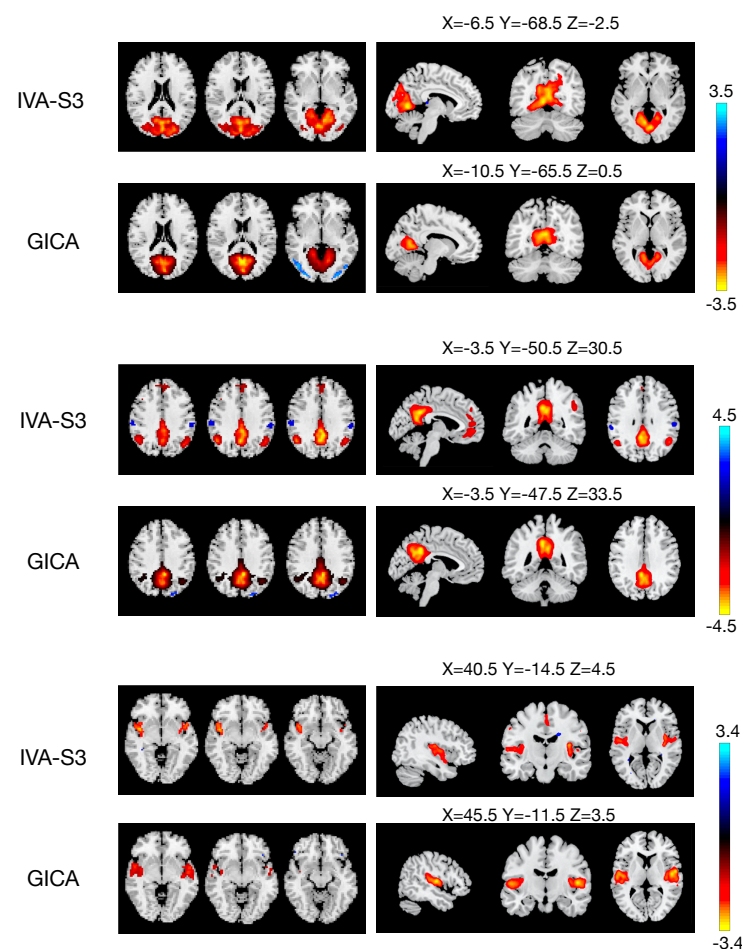 X=-6.5 Y=-68.5 Z=-2.5
IVA-S3
3.5
X=-10.5 Y=-65.5 Z=0.5
GICA
-3.5
X=-3.5 Y=-50.5 Z=30.5
IVA-S3
4.5
X=-3.5 Y=-47.5 Z=33.5
GICA
-4.5
X=40.5 Y=-14.5 Z=4.5
IVA-S3
3.4
X=45.5 Y=-11.5 Z=3.5
GICA
-3.4